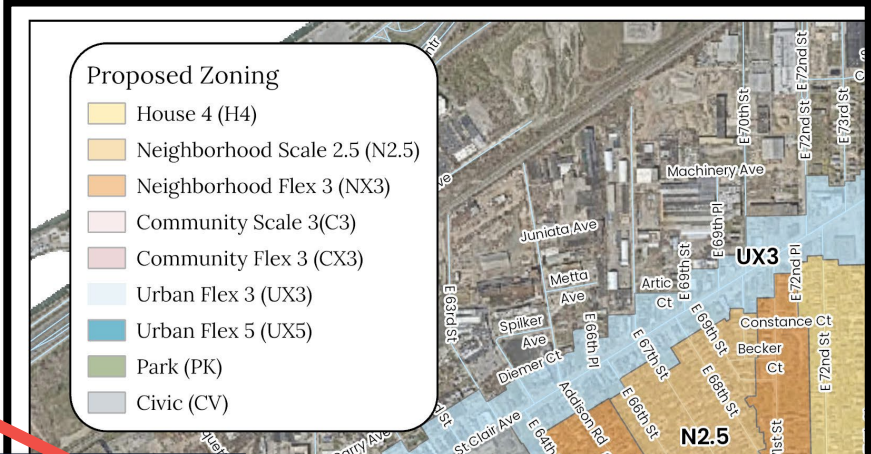 Proposed Zoning
House 4 (H4)
Neighborhood Scale 2.5 (N2.5)
Neighborhood Flex 3 (NX3)
Community Scale 3(C3)
Community Flex 3 (CX3)
Urban Flex 3 (UX3)
Urban Flex 5 (UX5)
Park (PK)
Civic (CV)
E 72nd St
E 70th St
E 72nd St
E 73rd St
Machinery Ave
E 69th Pl
Juniata Ave
UX3
E 72nd Pl
E 69th St
Metta
Ave
Artic
Ct
E 63rd St
Spilker
Ave
E 66th Pl
E 69th St
Constance Ct
Diemer Ct
E 67th St
Becker
Ct
E 72nd St
E 68th St
Addison Rd
E 66th St
St Clair Ave
E 64th
N2.5